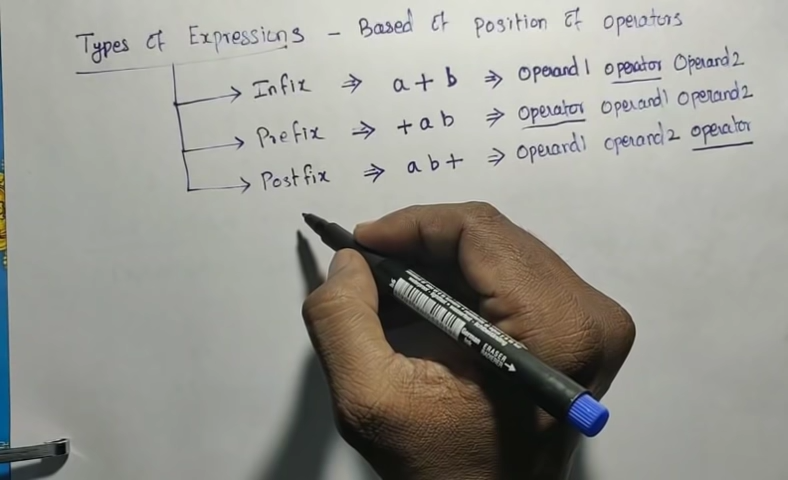 Types of Expressions - Based of Position of operators
Infix ⇒ a + b ⇒ Operand1 operator Operand2
Prefix ⇒ + a b ⇒ Operator Operand1 Operand2
Postfix ⇒ a b + ⇒ Operand1 operand2 operator